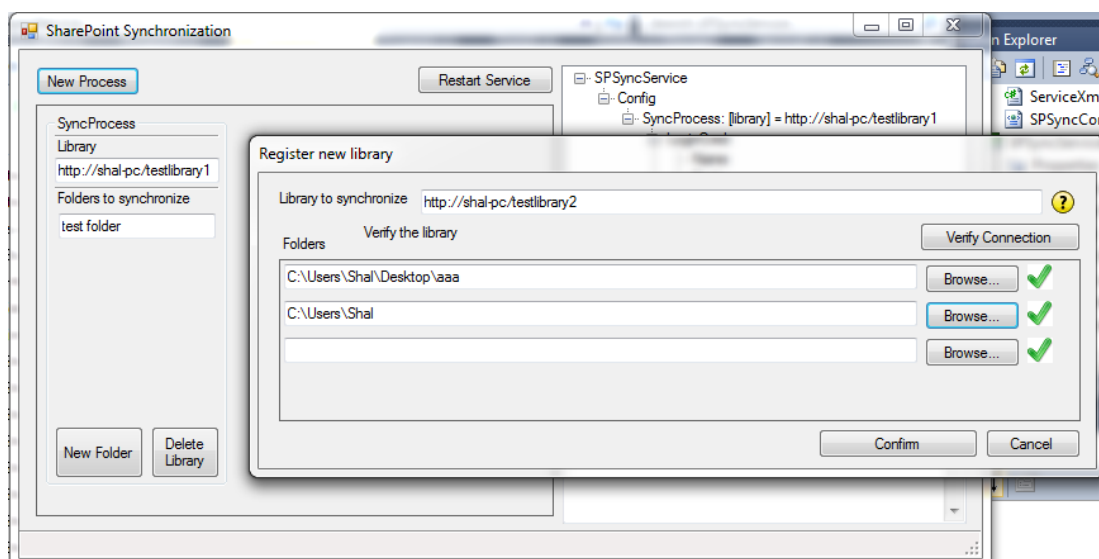 SharePoint Synchronization
n Explorer
New Process
Restart Service
SPSyncService
Config
SyncProcess: [library] = http://shal-pc/testlibrary1
Name
ServiceXm
SPSyncCon
SyncProcess
Library
http://shal-pc/testlibrary1
Folders to synchronize
test folder
New Folder
Delete
Library
Register new library
Library to synchronize
http://shal-pc/testlibrary2
?
Verify the library
Folders
Verify Connection
C:\Users\Shal\Desktop\aaa
Browse...
C:\Users\Shal
Browse...
Browse...
Confirm
Cancel